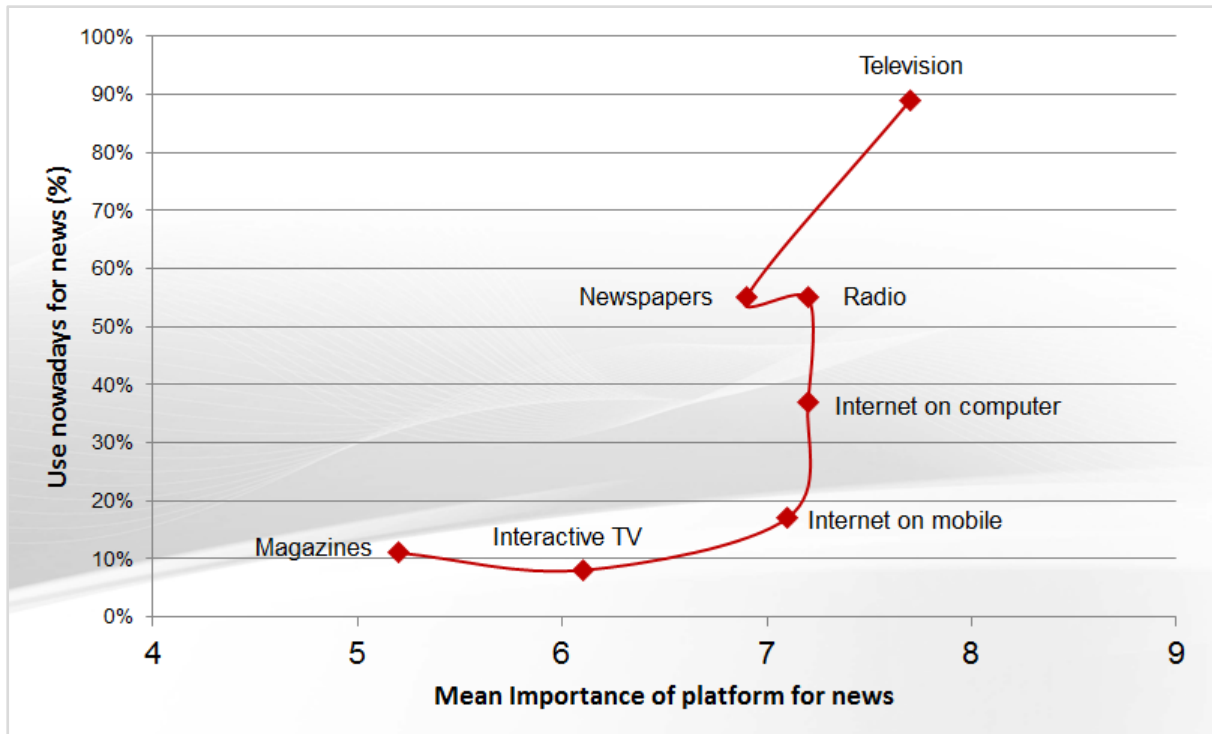 100%
90%
80%
70%
60%
50%
40%
30%
20%
10%
0%
Use nowadays for news (%)
Television
Newspapers
Radio
Internet on computer
Internet on mobile
Interactive TV
Magazines
4 5 6 7 8 9
Mean Importance of platform for news